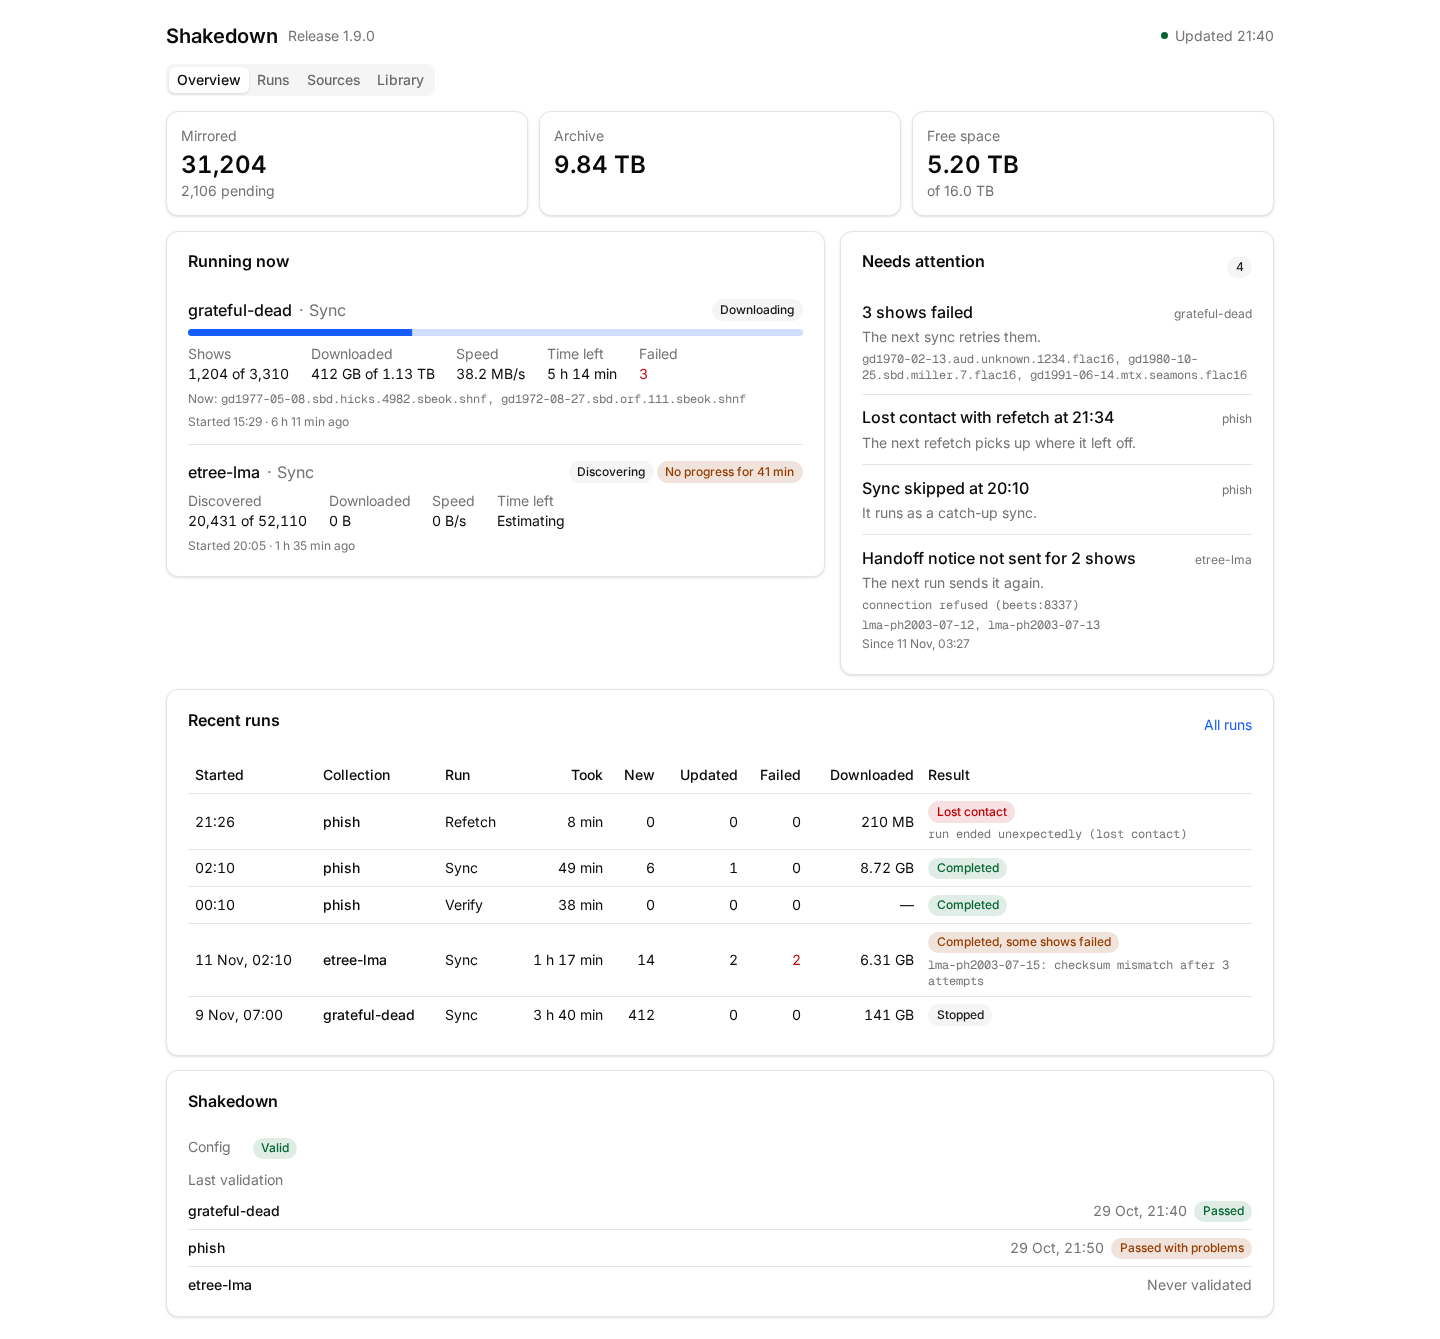 Shakedown Release 1.9.0
Updated 21:40
Overview Runs Sources Library
Mirrored
31,204
2,106 pending
Archive
9.84 TB
Free space
5.20 TB
of 16.0 TB
Running now
grateful-dead · Sync
Downloading
Shows Downloaded Speed Time left Failed
1,204 of 3,310 412 GB of 1.13 TB 38.2 MB/s 5 h 14 min 3
Now: gd1977-05-08.sbd.hicks.4982.sbeok.shnf, gd1972-08-27.sbd.orf.111.sbeok.shnf
Started 15:29 · 6 h 11 min ago
etree-lma · Sync
Discovering No progress for 41 min
Discovered Downloaded Speed Time left
20,431 of 52,110 0 B 0 B/s Estimating
Started 20:05 · 1 h 35 min ago
Needs attention
4
3 shows failed grateful-dead
The next sync retries them.
gd1970-02-13.aud.unknown.1234.flac16, gd1980-10-
25.sbd.miller.7.flac16, gd1991-06-14.mtx.seamons.flac16
Lost contact with refetch at 21:34 phish
The next refetch picks up where it left off.
Sync skipped at 20:10 phish
It runs as a catch-up sync.
Handoff notice not sent for 2 shows etree-lma
The next run sends it again.
connection refused (beets:8337)
lma-ph2003-07-12, lma-ph2003-07-13
Since 11 Nov, 03:27
Recent runs
All runs
Started Collection Run Took New Updated Failed Downloaded Result
21:26 phish Refetch 8 min 0 0 0 210 MB Lost contact
run ended unexpectedly (lost contact)
02:10 phish Sync 49 min 6 1 0 8.72 GB Completed
00:10 phish Verify 38 min 0 0 0 — Completed
11 Nov, 02:10 etree-lma Sync 1 h 17 min 14 2 2 6.31 GB Completed, some shows failed
lma-ph2003-07-15: checksum mismatch after 3
attempts
9 Nov, 07:00 grateful-dead Sync 3 h 40 min 412 0 0 141 GB Stopped
Shakedown
Config Valid
Last validation
grateful-dead 29 Oct, 21:40 Passed
phish 29 Oct, 21:50 Passed with problems
etree-lma Never validated